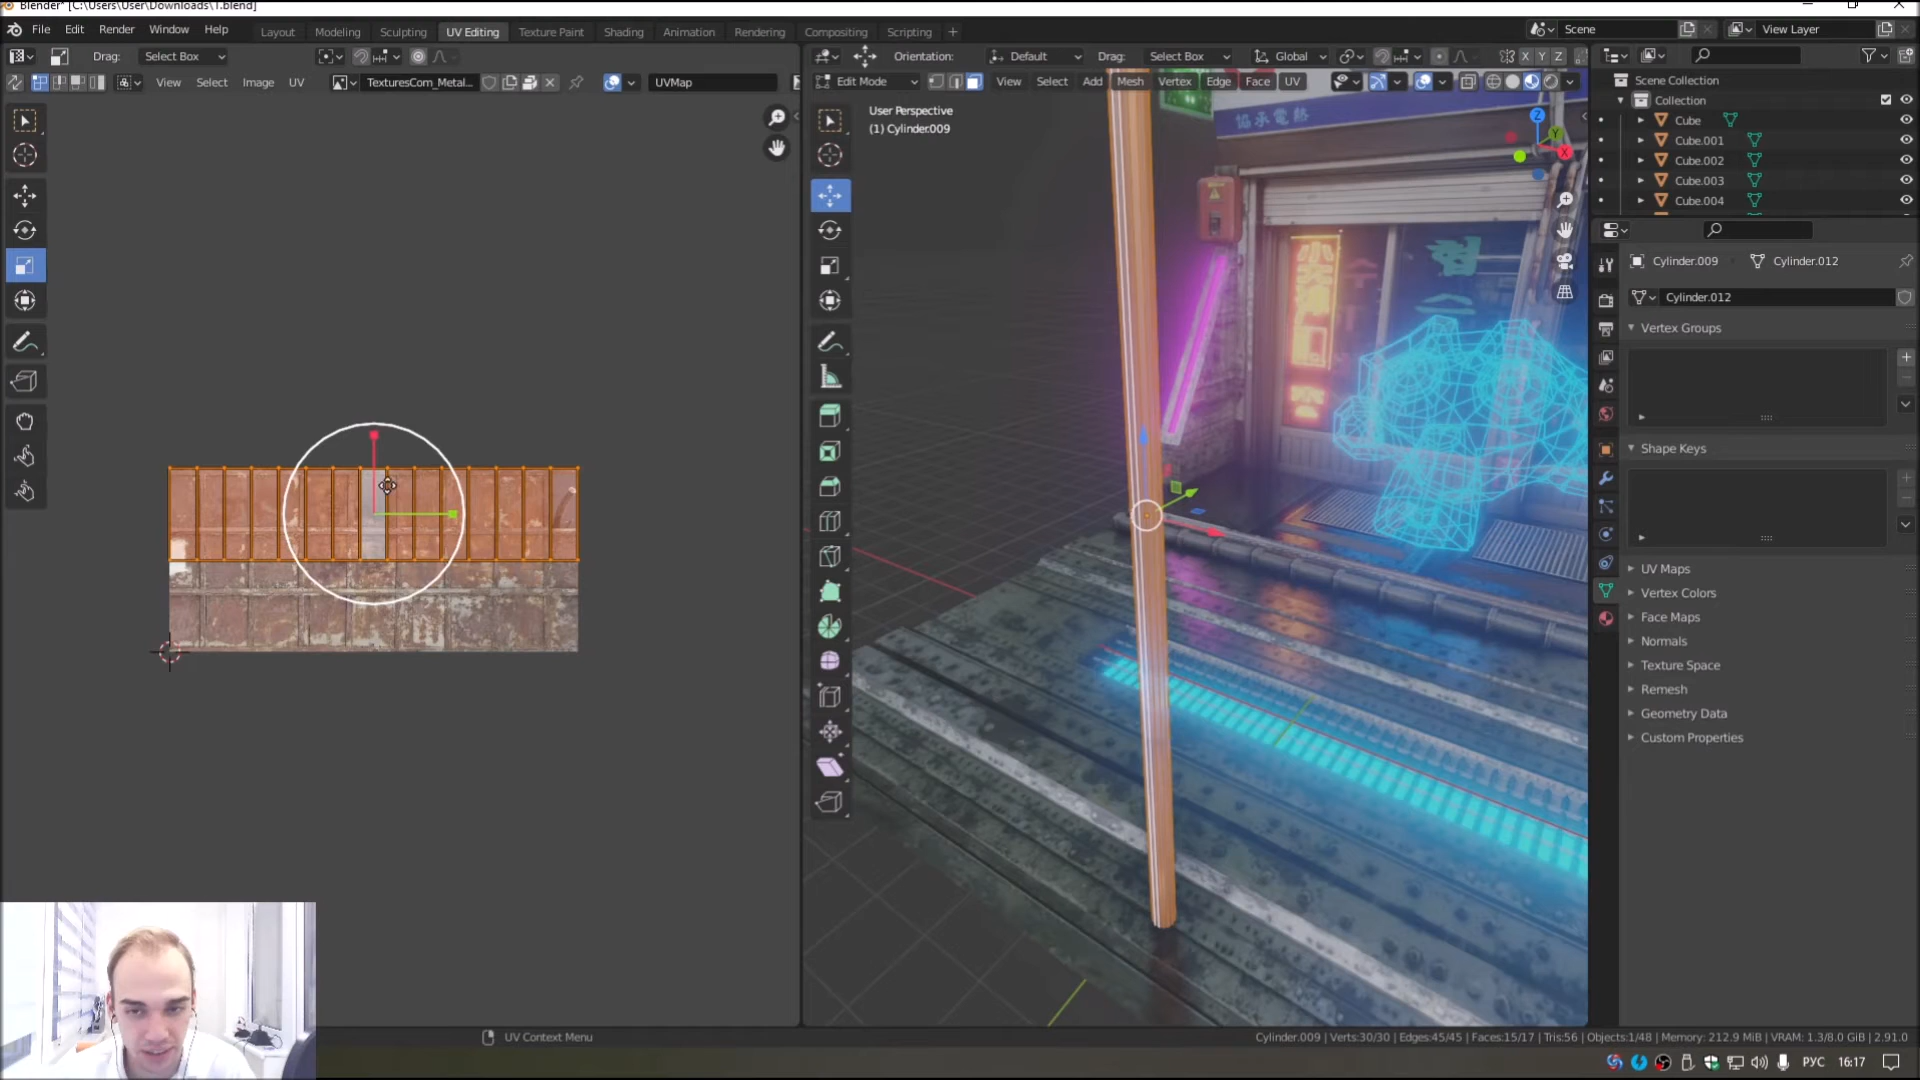 Blender* [C:\Users\User\Downloads\T.blend]
File Edit Render Window Help
Layout Modeling Sculpting UV Editing Texture Paint Shading Animation Rendering Compositing Scripting
Scene
View Layer
Drag: Select Box
Orientation: Default Drag: Select Box Global
X Y Z
View Select Image UV
TexturesCom_Metal...
UVMap
Edit Mode View Select Add Mesh Vertex Edge Face UV
User Perspective
(1) Cylinder.009
Scene Collection
Collection
Cube
Cube.001
Cube.002
Cube.003
Cube.004
Z
Y
X
Cylinder.009 Cylinder.012
Cylinder.012
Vertex Groups
Shape Keys
UV Maps
Vertex Colors
Face Maps
Normals
Texture Space
Remesh
Geometry Data
Custom Properties
UV Context Menu
Cylinder.009 | Verts:30/30 | Edges:45/45 | Faces:15/17 | Tris:56 | Objects:1/48 | Memory: 212.9 MiB | VRAM: 1.3/8.0 GiB | 2.91.0
РУС 16:17